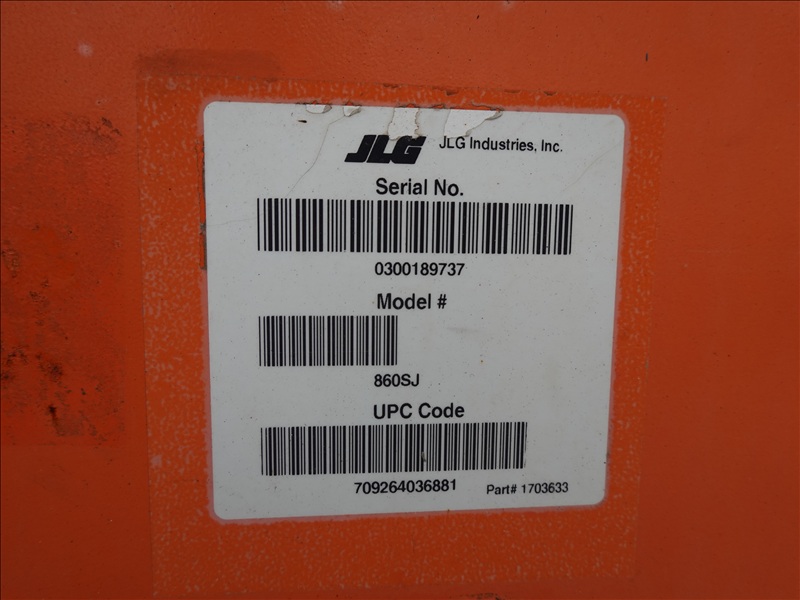 JLG JLG Industries, Inc.
Serial No.
0300189737
Model #
860SJ
UPC Code
709264036881 Part# 1703633